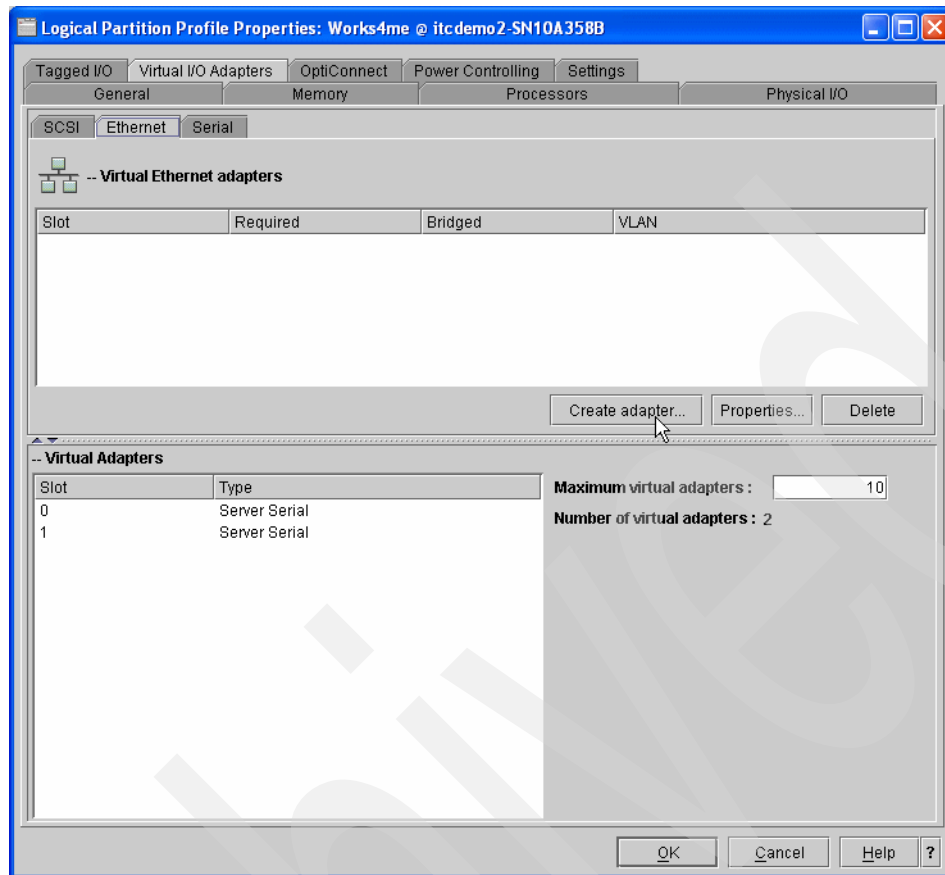 Logical Partition Profile Properties: Works4me @ itcdemo2-SN10A358B
Tagged I/O Virtual I/O Adapters OptiConnect Power Controlling Settings
General Memory Processors Physical I/O
SCSI Ethernet Serial
-- Virtual Ethernet adapters
Slot Required Bridged VLAN
Create adapter... Properties... Delete
-- Virtual Adapters
Slot Type
0 Server Serial
1 Server Serial
Maximum virtual adapters : 10
Number of virtual adapters : 2
OK Cancel Help ?